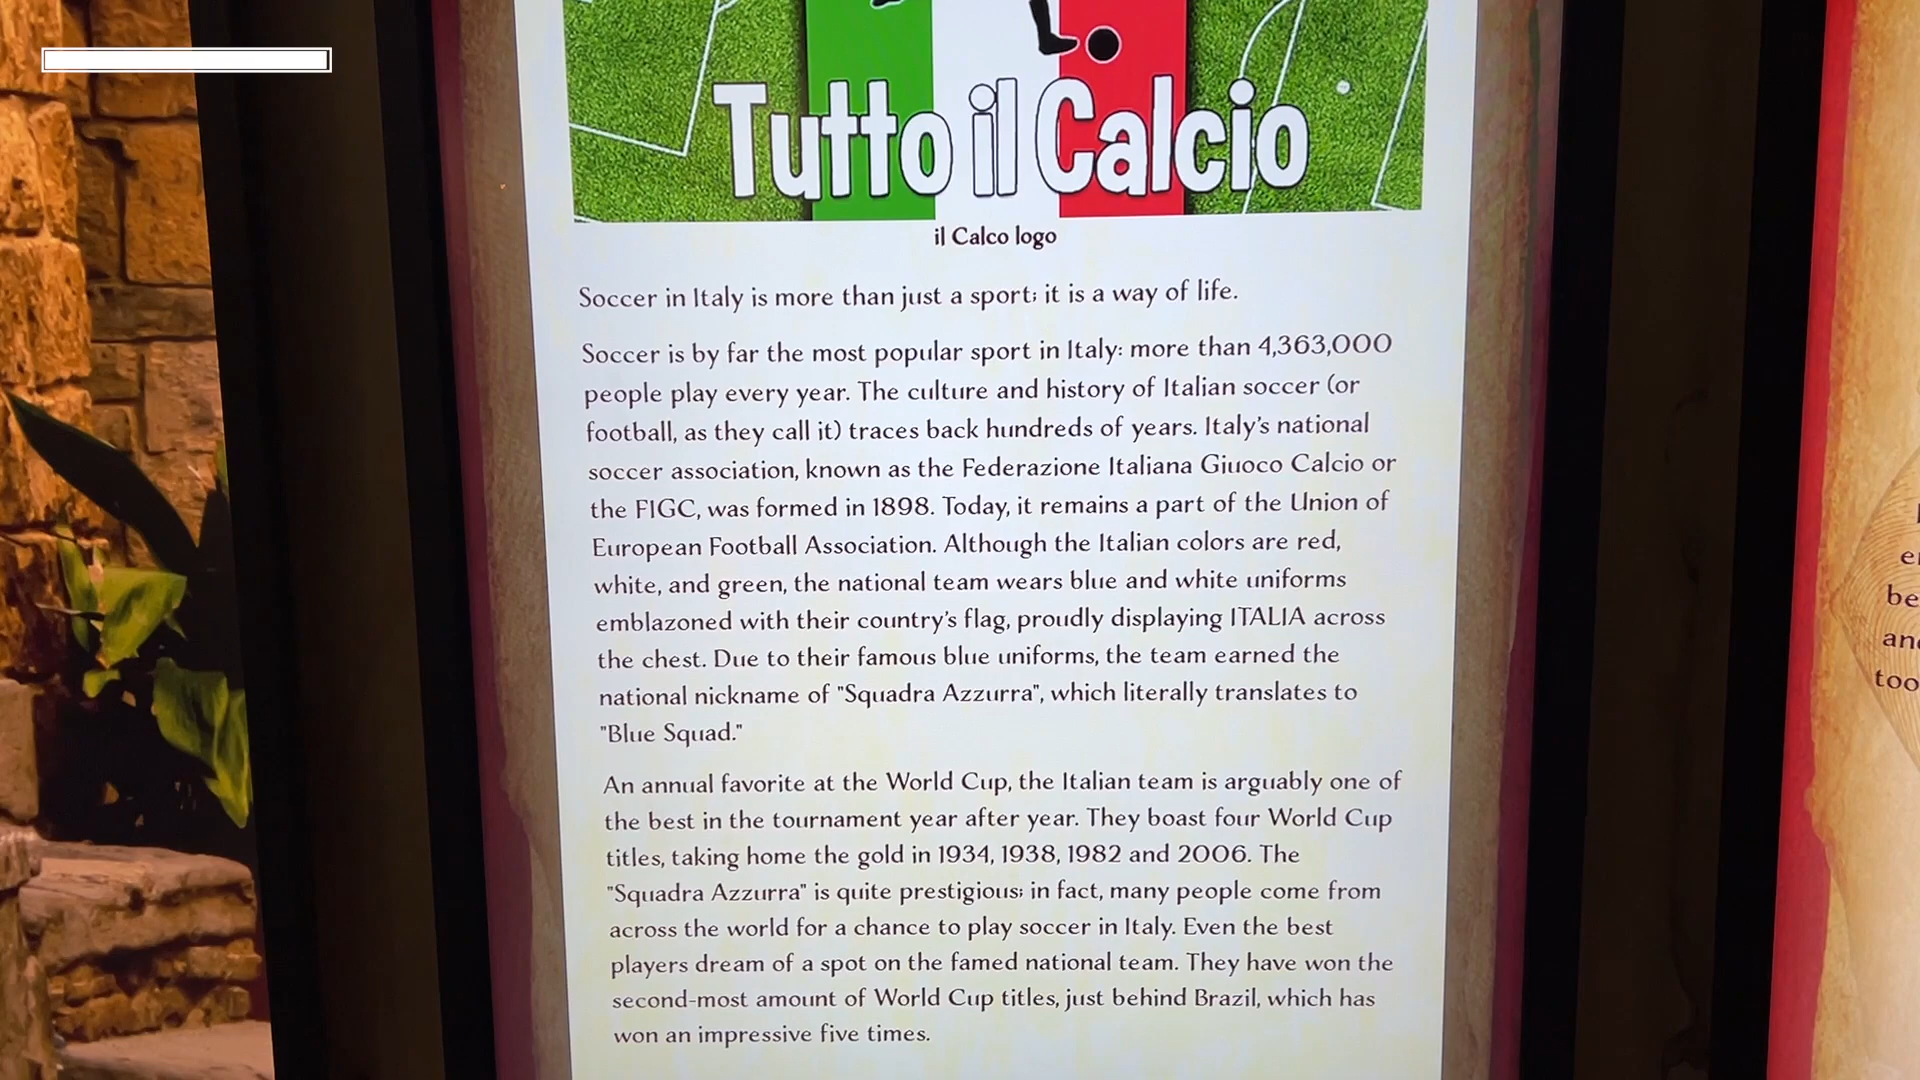 Tutto il Calcio
il Calco logo
Soccer in Italy is more than just a sport; it is a way of life.
Soccer is by far the most popular sport in Italy: more than 4,363,000
people play every year. The culture and history of Italian soccer (or
football, as they call it) traces back hundreds of years. Italy's national
soccer association, known as the Federazione Italiana Giuoco Calcio or
the FIGC, was formed in 1898. Today, it remains a part of the Union of
European Football Association. Although the Italian colors are red,
white, and green, the national team wears blue and white uniforms
emblazoned with their country's flag, proudly displaying ITALIA across
the chest. Due to their famous blue uniforms, the team earned the
national nickname of "Squadra Azzurra", which literally translates to
"Blue Squad."
An annual favorite at the World Cup, the Italian team is arguably one of
the best in the tournament year after year. They boast four World Cup
titles, taking home the gold in 1934, 1938, 1982 and 2006. The
"Squadra Azzurra" is quite prestigious; in fact, many people come from
across the world for a chance to play soccer in Italy. Even the best
players dream of a spot on the famed national team. They have won the
second-most amount of World Cup titles, just behind Brazil, which has
won an impressive five times.
be
too